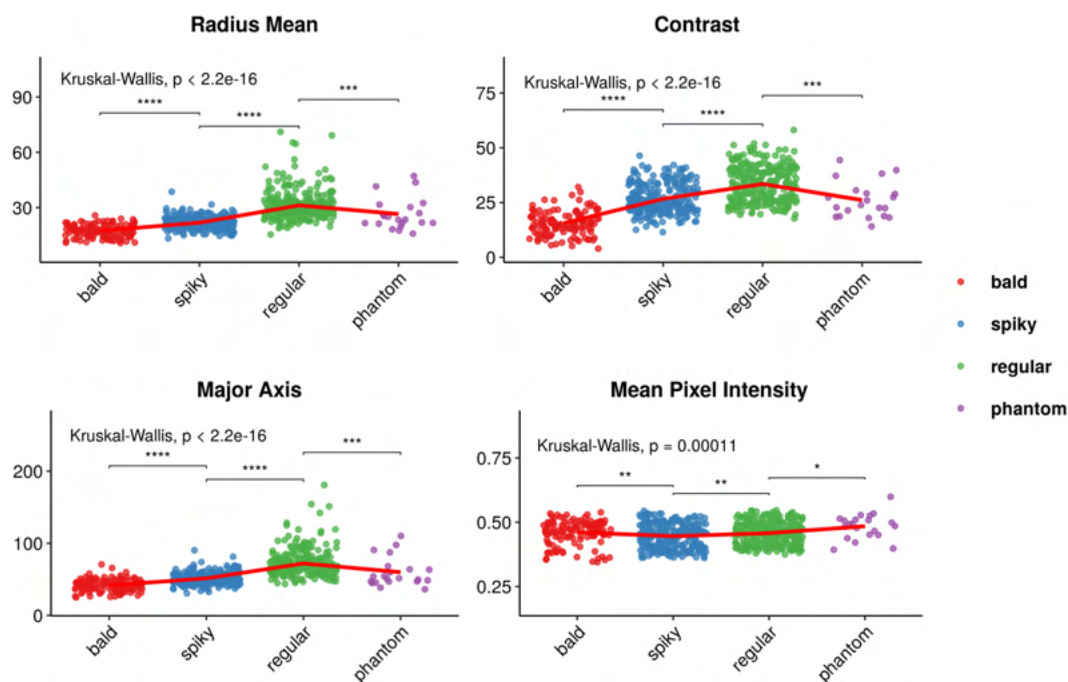 Radius Mean
Kruskal-Wallis, p < 2.2e-16
***
****
****
90
60
30
bald
spiky
regular
phantom
Contrast
Kruskal-Wallis, p < 2.2e-16
***
****
****
75
50
25
0
bald
spiky
regular
phantom
bald
spiky
regular
phantom
Major Axis
Kruskal-Wallis, p < 2.2e-16
***
****
****
200
100
0
bald
spiky
regular
phantom
Mean Pixel Intensity
Kruskal-Wallis, p = 0.00011
*
**
**
0.75
0.50
0.25
bald
spiky
regular
phantom